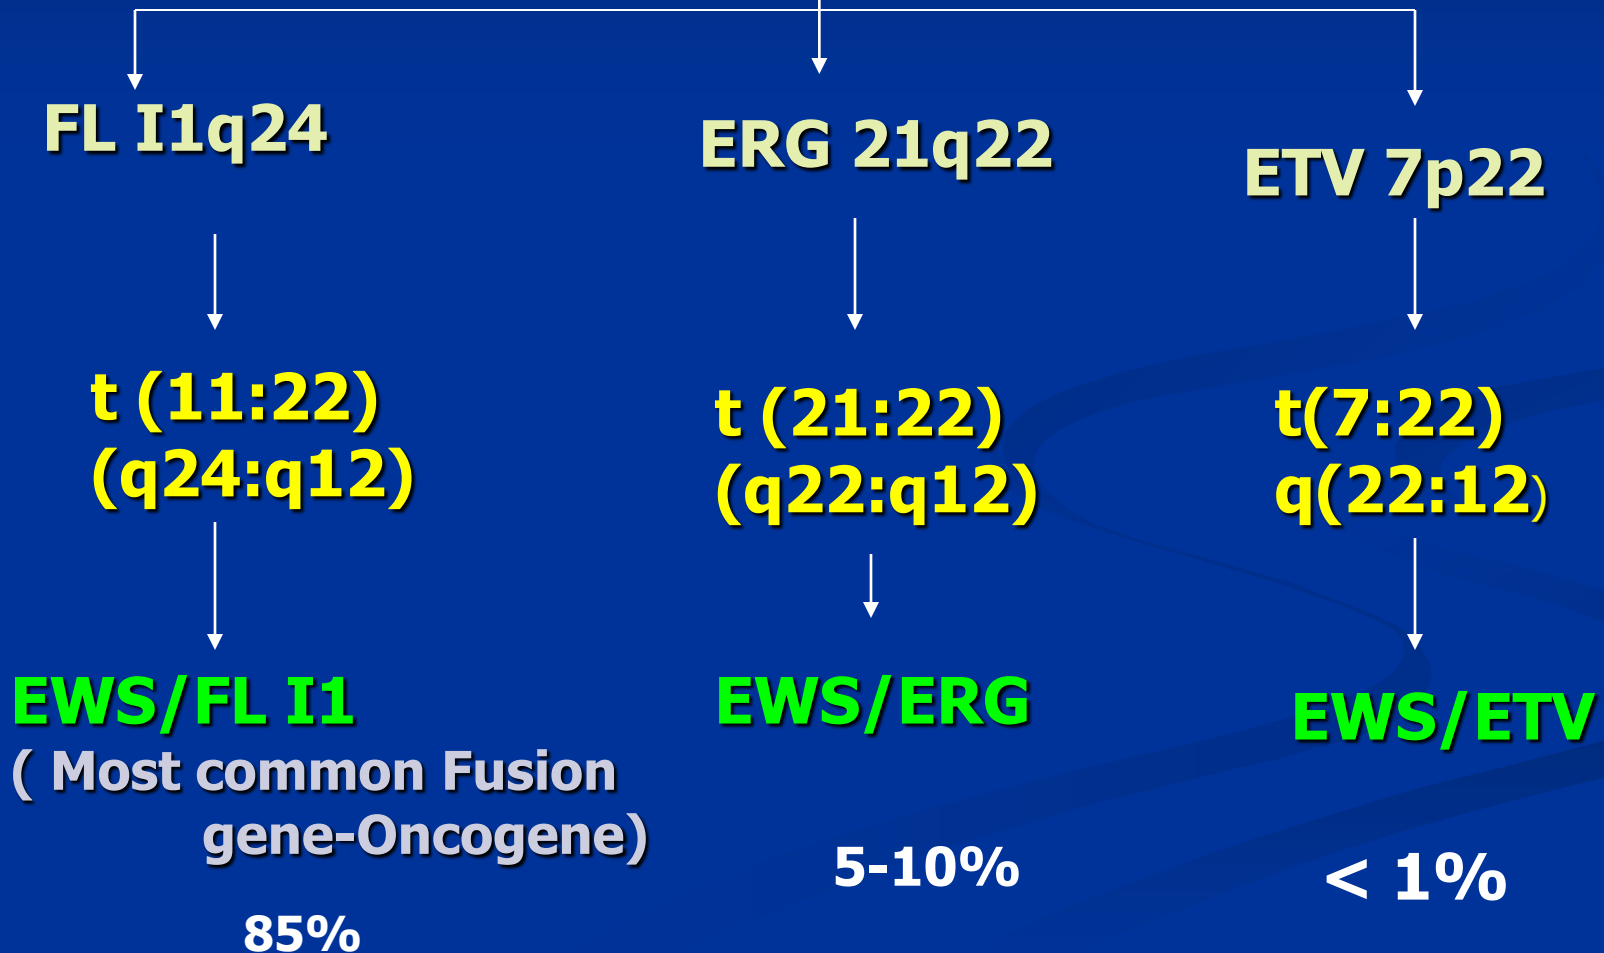 FL I1q24
ERG 21q22
ETV 7p22
t (11:22)
(q24:q12)
t (21:22)
(q22:q12)
t(7:22)
q(22:12)
EWS/FL I1
( Most common Fusion
gene-Oncogene)
85%
EWS/ERG
5-10%
EWS/ETV
< 1%